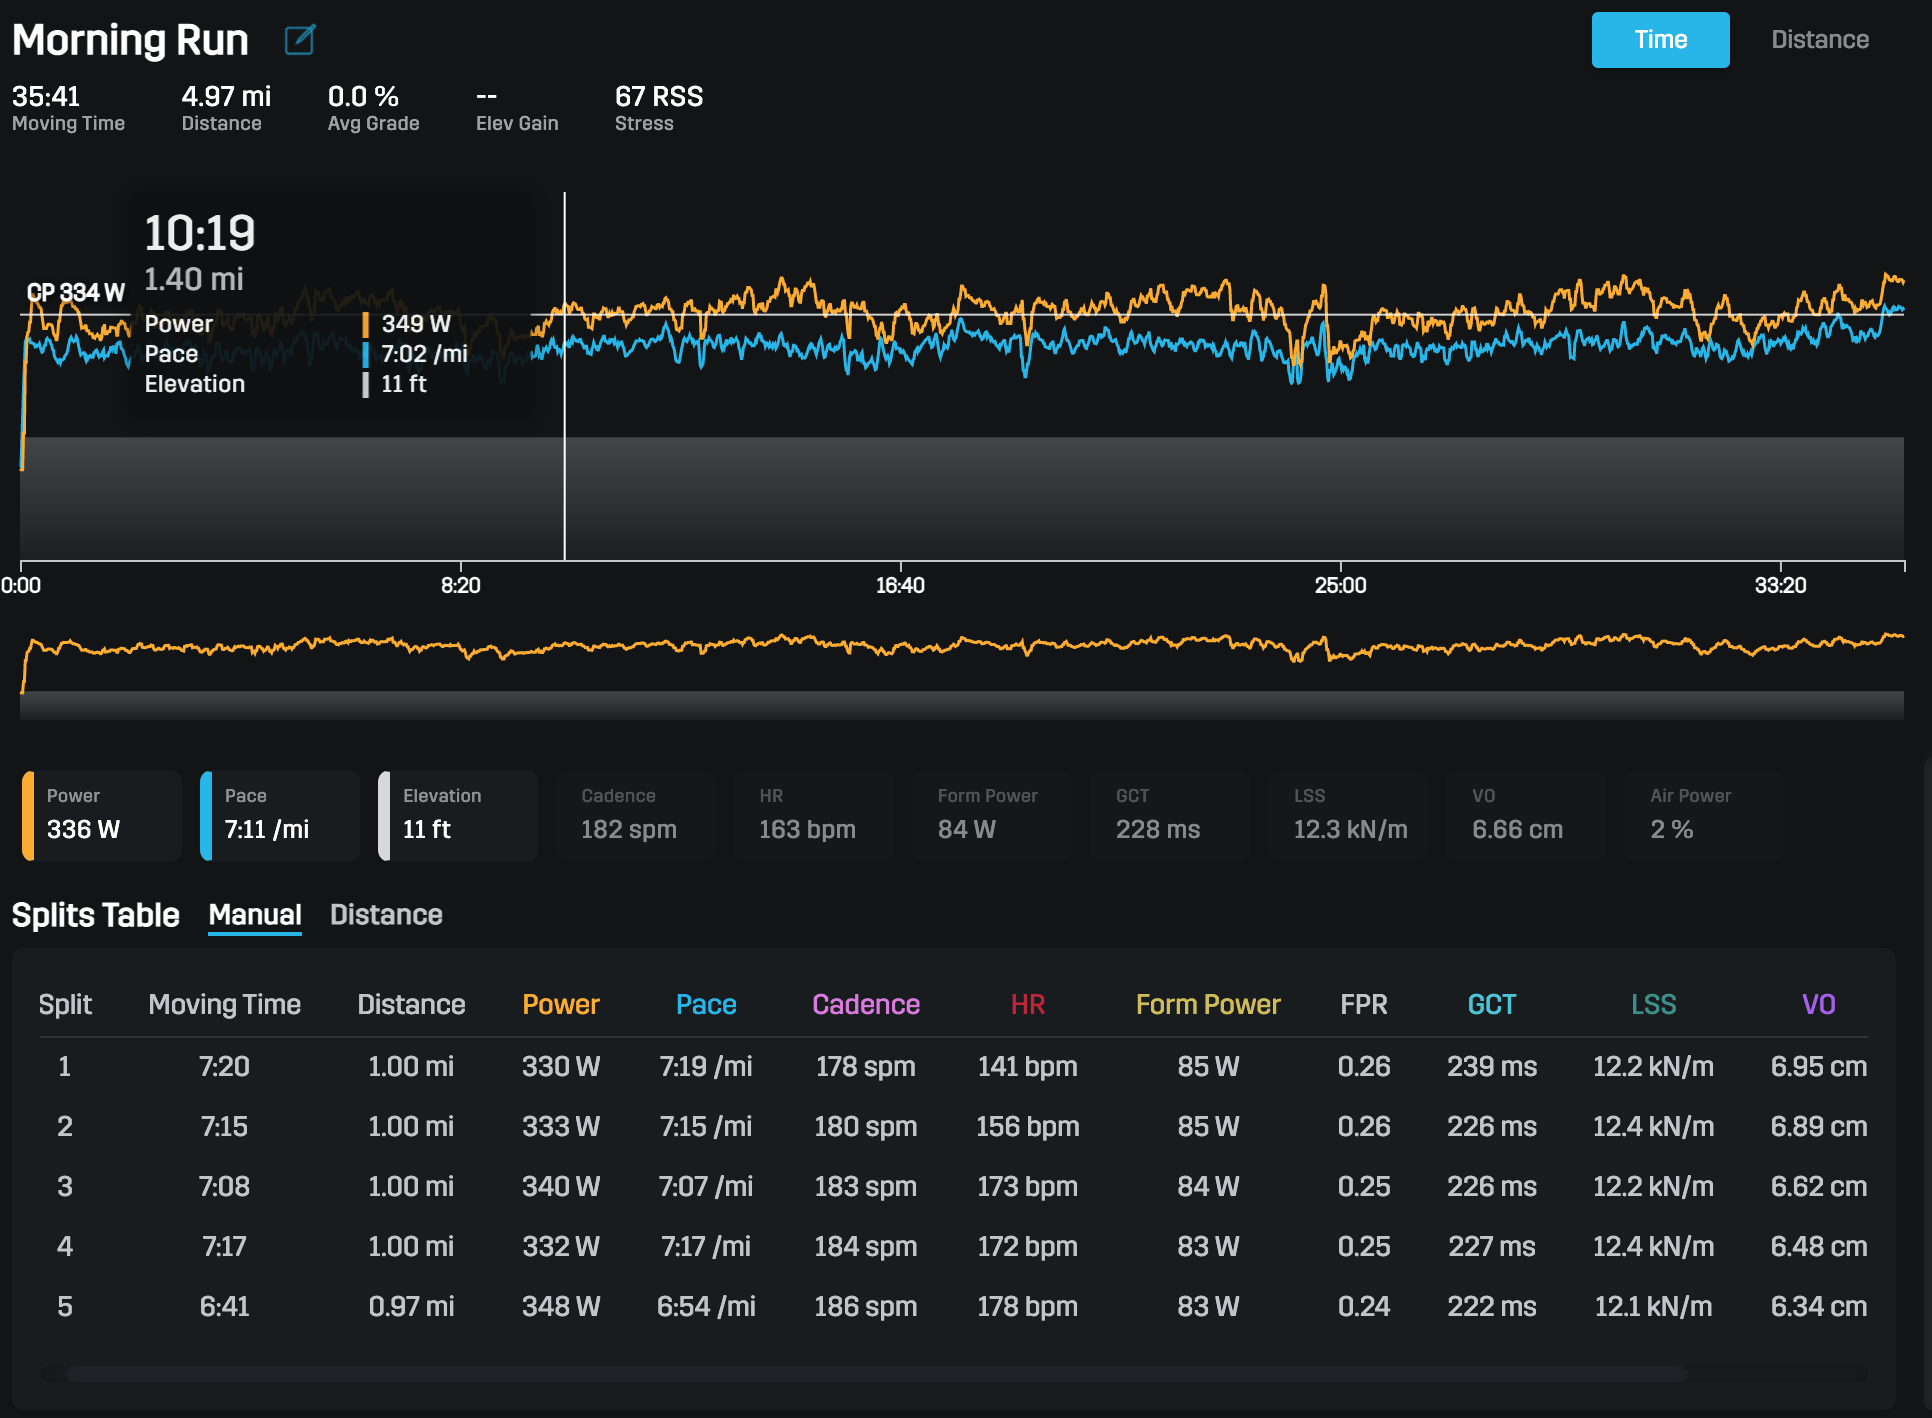 Morning Run
Time
Distance
35:41
4.97 mi
0.0 %
--
67 RSS
Moving Time
Distance
Avg Grade
Elev Gain
Stress
10:19
1.40 mi
CP 334 W
Power 349 W
Pace 7:02 /mi
Elevation 11 ft
0:00 8:20 16:40 25:00 33:20
Power
336 W
Pace
7:11 /mi
Elevation
11 ft
Cadence
182 spm
HR
163 bpm
Form Power
84 W
GCT
228 ms
LSS
12.3 kN/m
VO
6.66 cm
Air Power
2 %
Splits Table Manual Distance
Split Moving Time Distance Power Pace Cadence HR Form Power FPR GCT LSS VO
1 7:20 1.00 mi 330 W 7:19 /mi 178 spm 141 bpm 85 W 0.26 239 ms 12.2 kN/m 6.95 cm
2 7:15 1.00 mi 333 W 7:15 /mi 180 spm 156 bpm 85 W 0.26 226 ms 12.4 kN/m 6.89 cm
3 7:08 1.00 mi 340 W 7:07 /mi 183 spm 173 bpm 84 W 0.25 226 ms 12.2 kN/m 6.62 cm
4 7:17 1.00 mi 332 W 7:17 /mi 184 spm 172 bpm 83 W 0.25 227 ms 12.4 kN/m 6.48 cm
5 6:41 0.97 mi 348 W 6:54 /mi 186 spm 178 bpm 83 W 0.24 222 ms 12.1 kN/m 6.34 cm